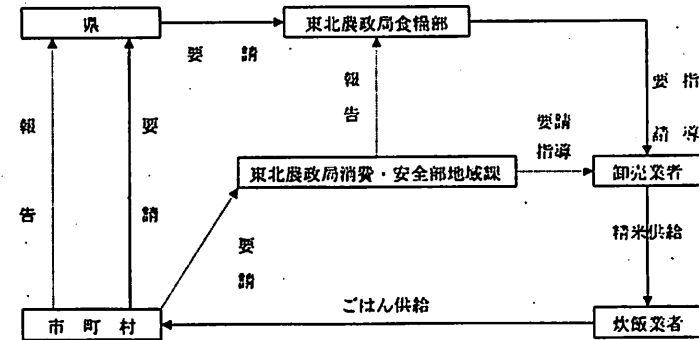 県
東北農政局食糧部
要請
報告
要請
報告
要請
指導
要請
指導
東北農政局消費・安全部地域課
卸売業者
要請
精米供給
ごはん供給
市町村
炊飯業者